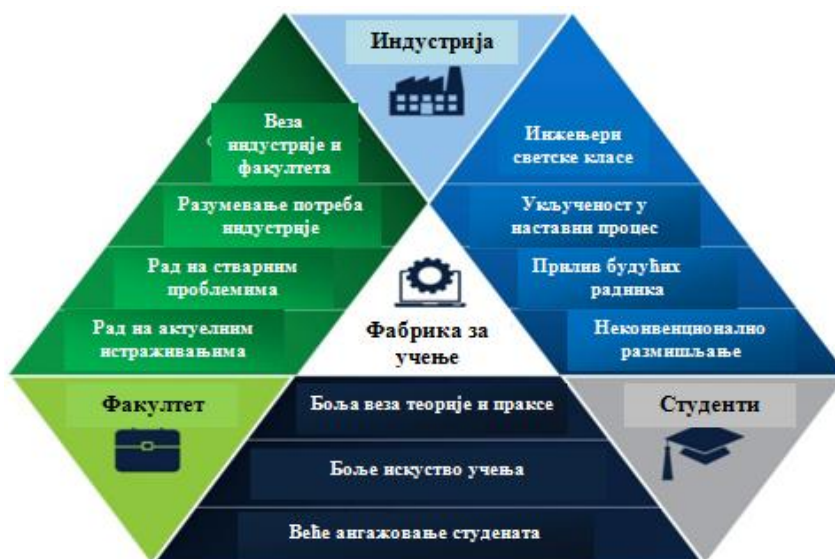 Индустрија
Веза
индустрије и
факултета
Разумевање потреба
индустрије
Рад на стварним
проблемима
Рад на актуелним
истраживањима
Инжењери
светске класе
Укљученост у
наставни процес
Прилив будућих
радника
Неконвенционално
размишљање
Фабрика за
учење
Факултет
Студенти
Боља веза теорије и праксе
Боље искуство учења
Веће ангажовање студената